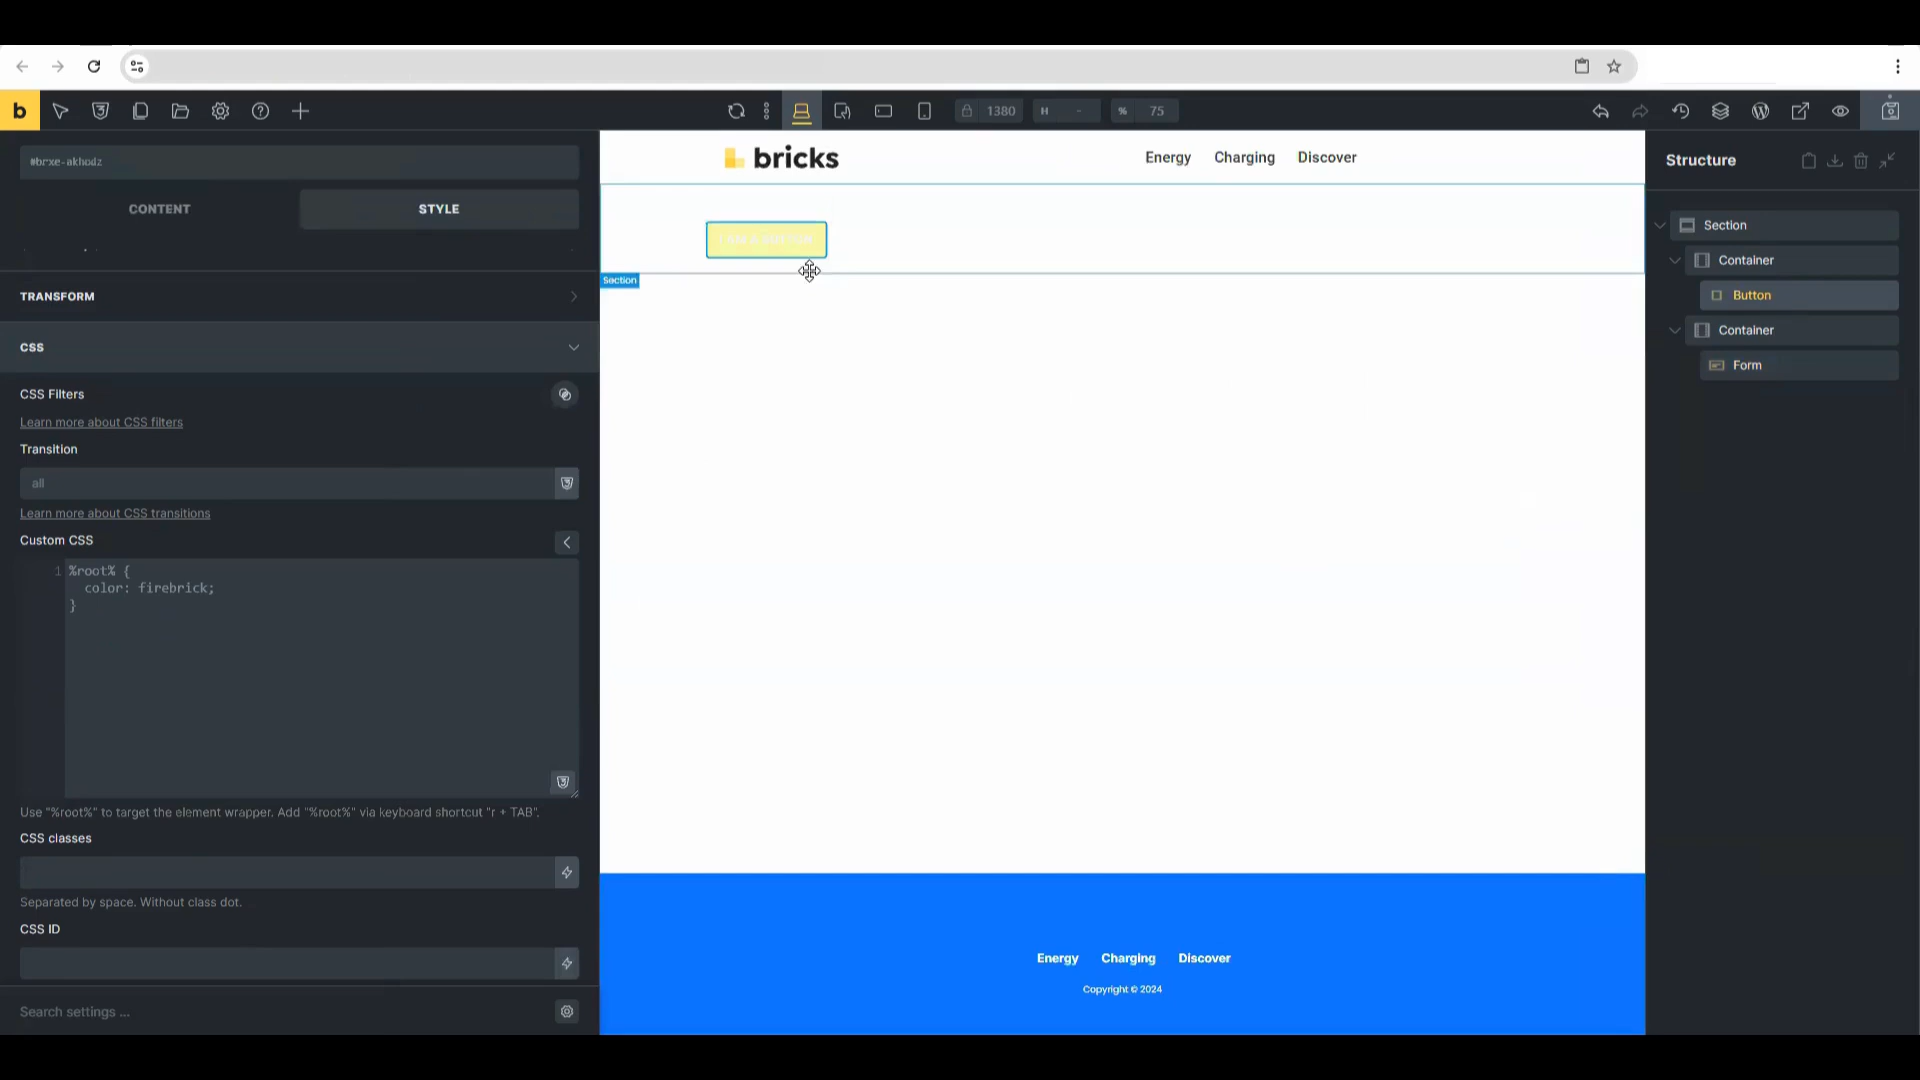 b
1380
H
-
%
75
#brxe-akhodz
CONTENT
STYLE
TRANSFORM
CSS
CSS Filters
Learn more about CSS filters
Transition
all
Learn more about CSS transitions
Custom CSS
1 %root% {
color: firebrick;
}
Use "%root%" to target the element wrapper. Add "%root%" via keyboard shortcut "r + TAB".
CSS classes
Separated by space. Without class dot.
CSS ID
Search settings ...
bricks
Energy Charging Discover
I AM A BUTTON
Section
Energy Charging Discover
Copyright © 2024
Structure
Section
Container
Button
Container
Form